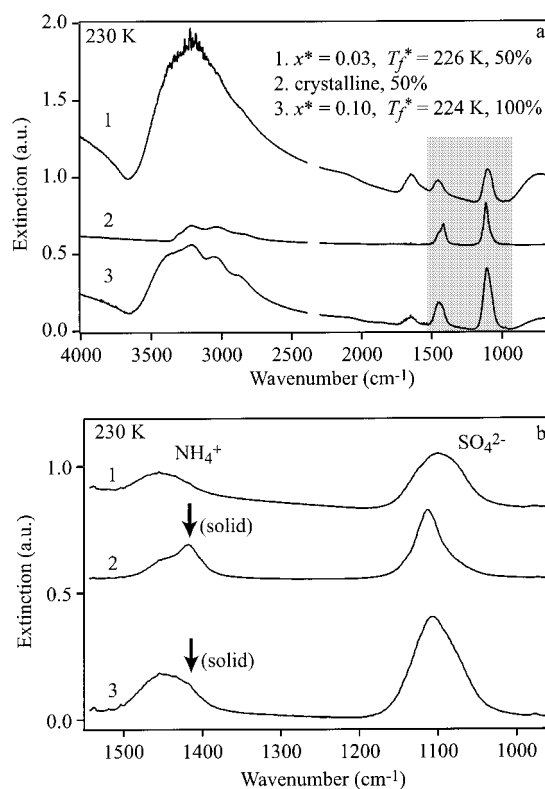 230 K
a
1. x* = 0.03, Tf* = 226 K, 50%
2. crystalline, 50%
3. x* = 0.10, Tf* = 224 K, 100%
2.0
1.5
1.0
0.5
0.0
1
2
3
Extinction (a.u.)
4000 3500 3000 2500 2000 1500 1000
Wavenumber (cm-1)
230 K
b
NH4+
SO42-
1.0
0.5
0.0
1
(solid)
2
(solid)
3
Extinction (a.u.)
1500 1400 1300 1200 1100 1000
Wavenumber (cm-1)